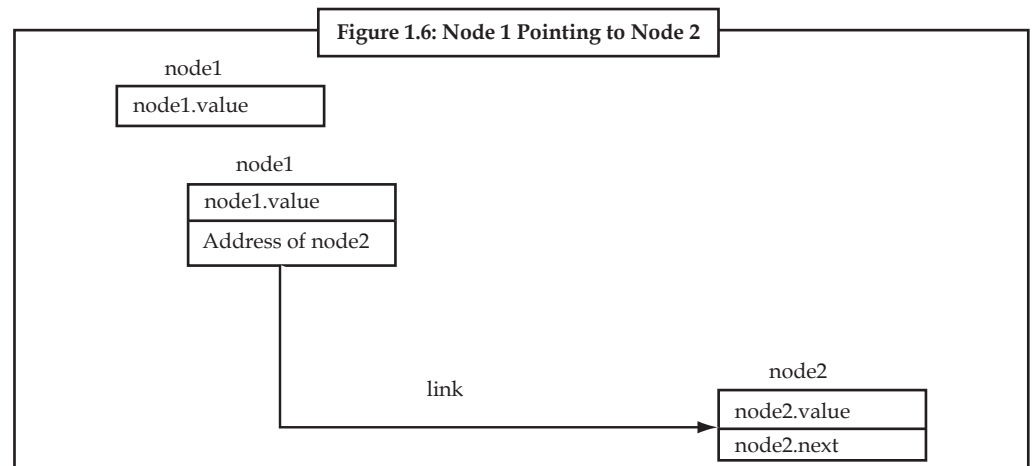 Figure 1.6: Node 1 Pointing to Node 2
node1
node1.value
node1
node1.value
Address of node2
link
node2
node2.value
node2.next